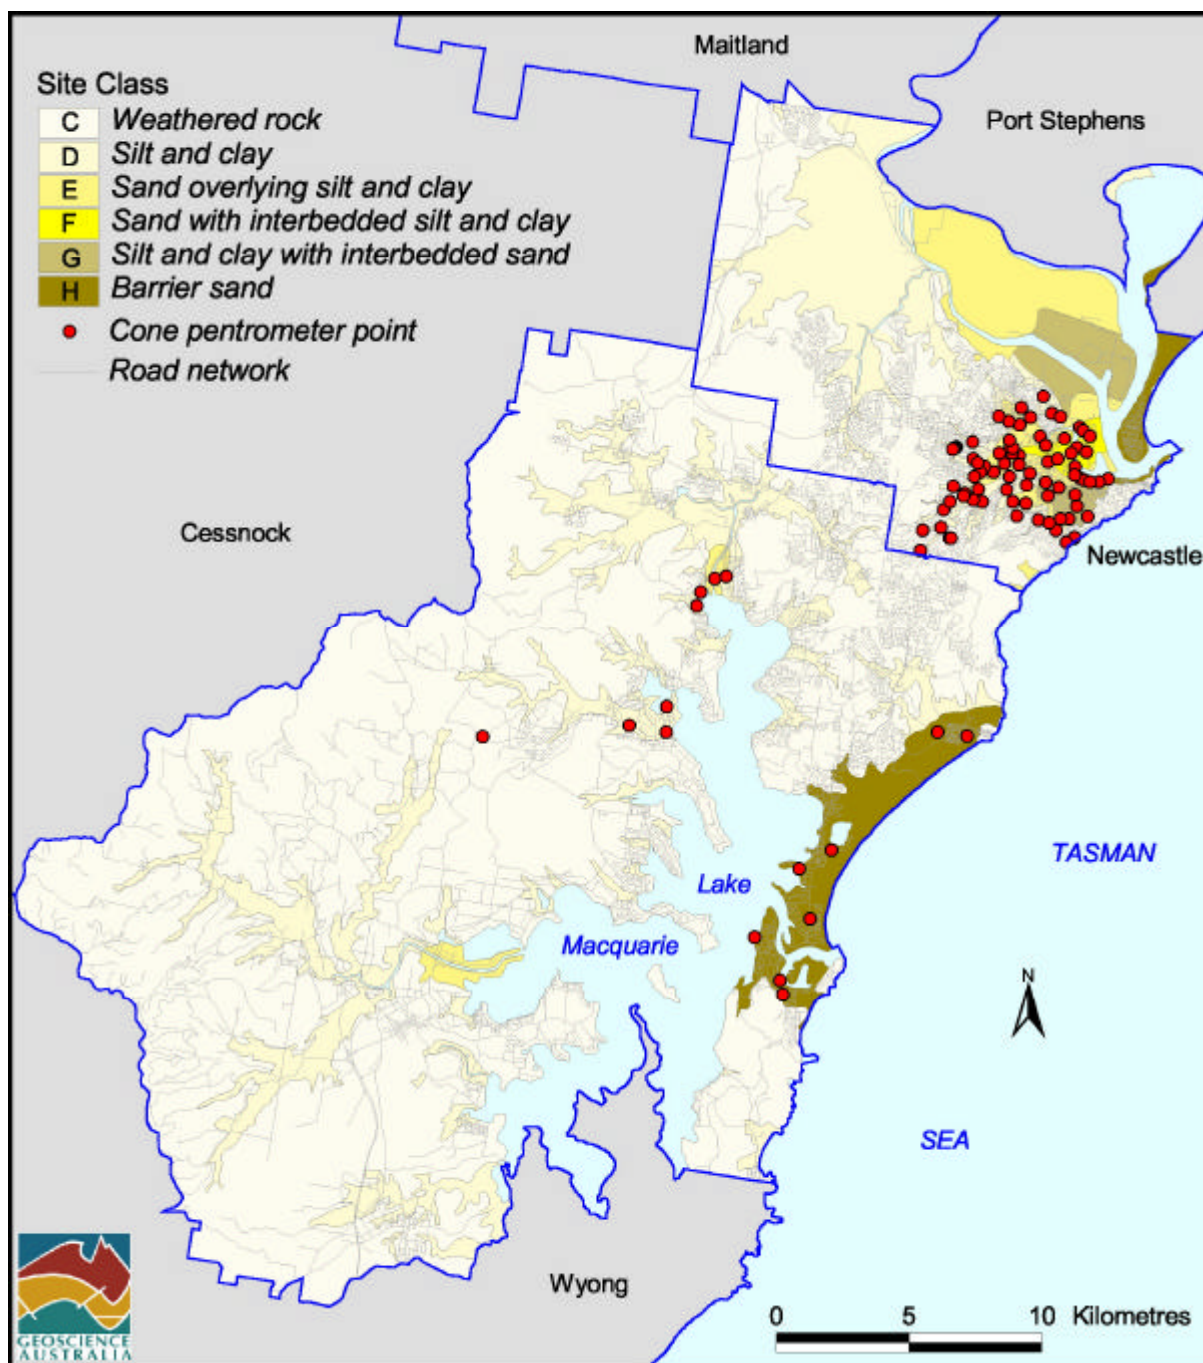 Maitland
Site Class
C Weathered rock
D Silt and clay
E Sand overlying silt and clay
F Sand with interbedded silt and clay
G Silt and clay with interbedded sand
H Barrier sand
Cone pentrometer point
Road network
Port Stephens
Cessnock
Newcastle
TASMAN
Lake
Macquarie
N
SEA
Wyong
0 5 10 Kilometres
GEOSCIENCE
AUSTRALIA